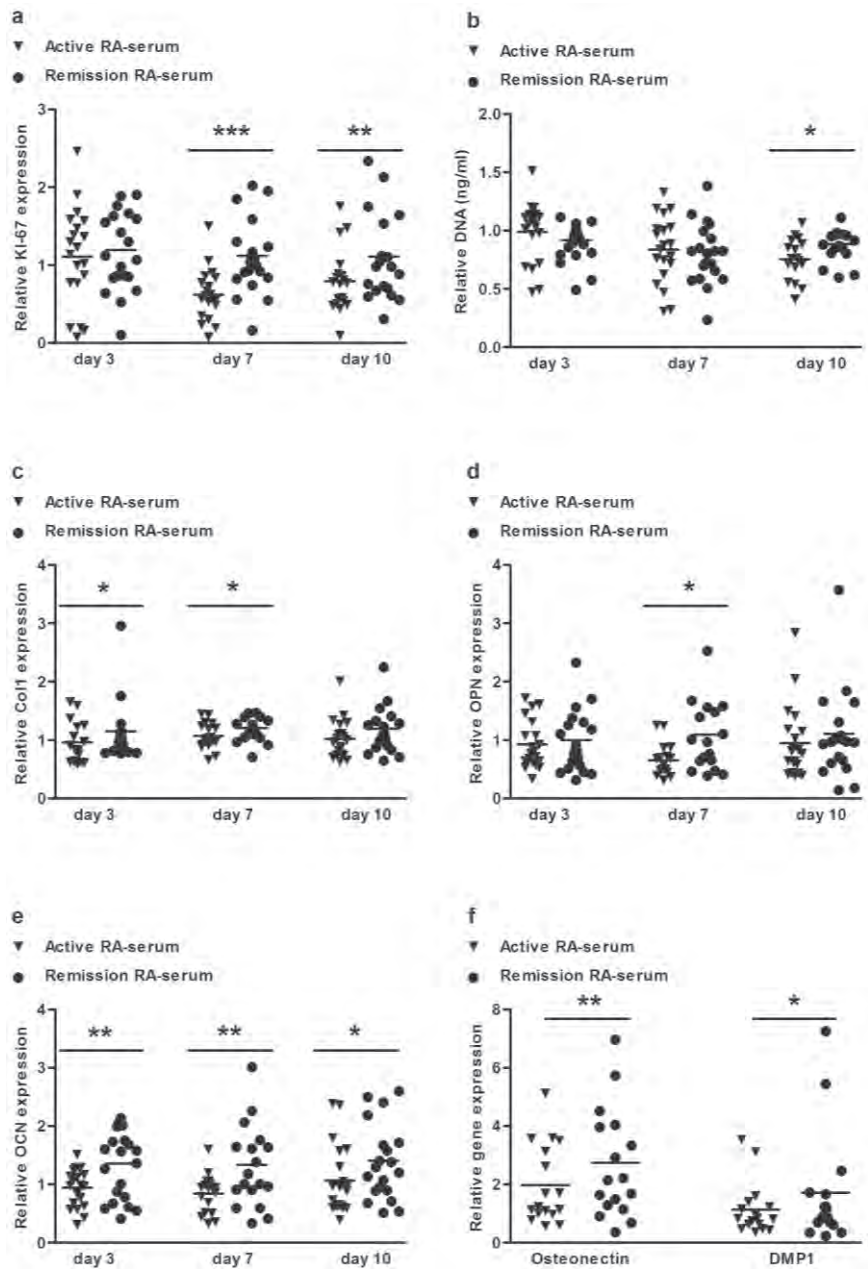 a
Active RA-serum
Remission RA-serum
Relative KI-67 expression
3
2
1
0
***
**
day 3
day 7
day 10
b
Active RA-serum
Remission RA-serum
Relative DNA (ng/ml)
2.0
1.5
1.0
0.5
0.0
*
day 3
day 7
day 10
c
Active RA-serum
Remission RA-serum
Relative Col1 expression
4
3
2
1
0
*
*
day 3
day 7
day 10
d
Active RA-serum
Remission RA-serum
Relative OPN expression
4
3
2
1
0
*
day 3
day 7
day 10
e
Active RA-serum
Remission RA-serum
Relative OCN expression
4
3
2
1
0
**
**
*
day 3
day 7
day 10
f
Active RA-serum
Remission RA-serum
Relative gene expression
8
6
4
2
0
**
*
Osteonectin
DMP1